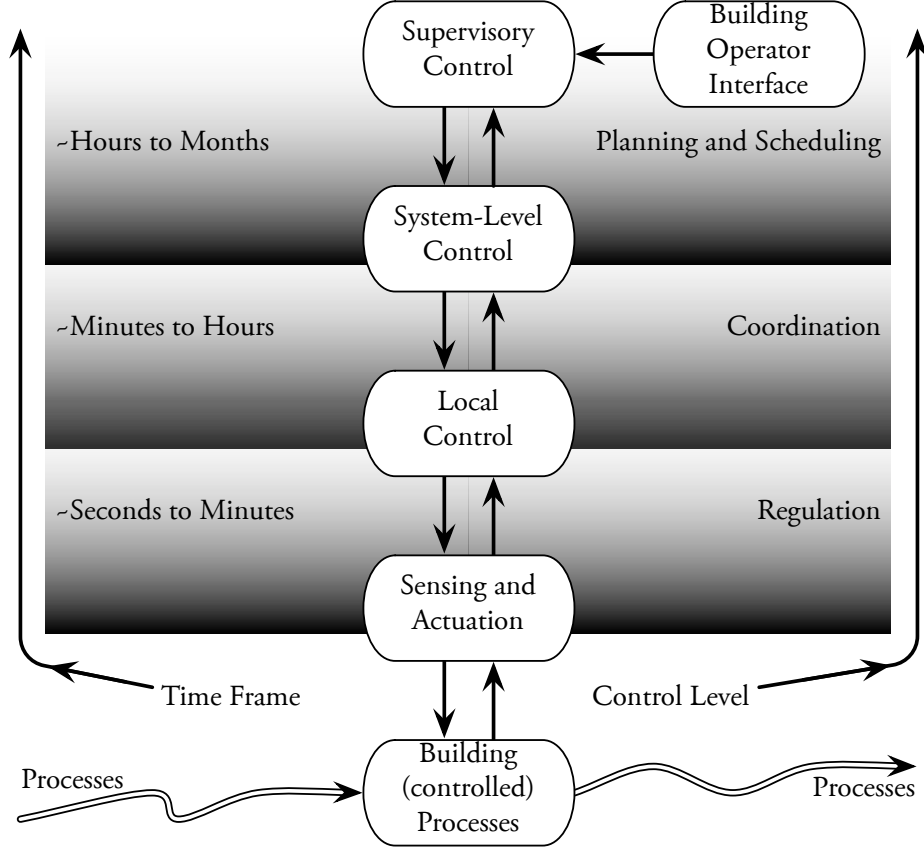 Supervisory
Control
Building
Operator
Interface
~Hours to Months
Planning and Scheduling
System-Level
Control
~Minutes to Hours
Coordination
Local
Control
~Seconds to Minutes
Regulation
Sensing and
Actuation
Time Frame
Control Level
Processes
Building
(controlled)
Processes
Processes